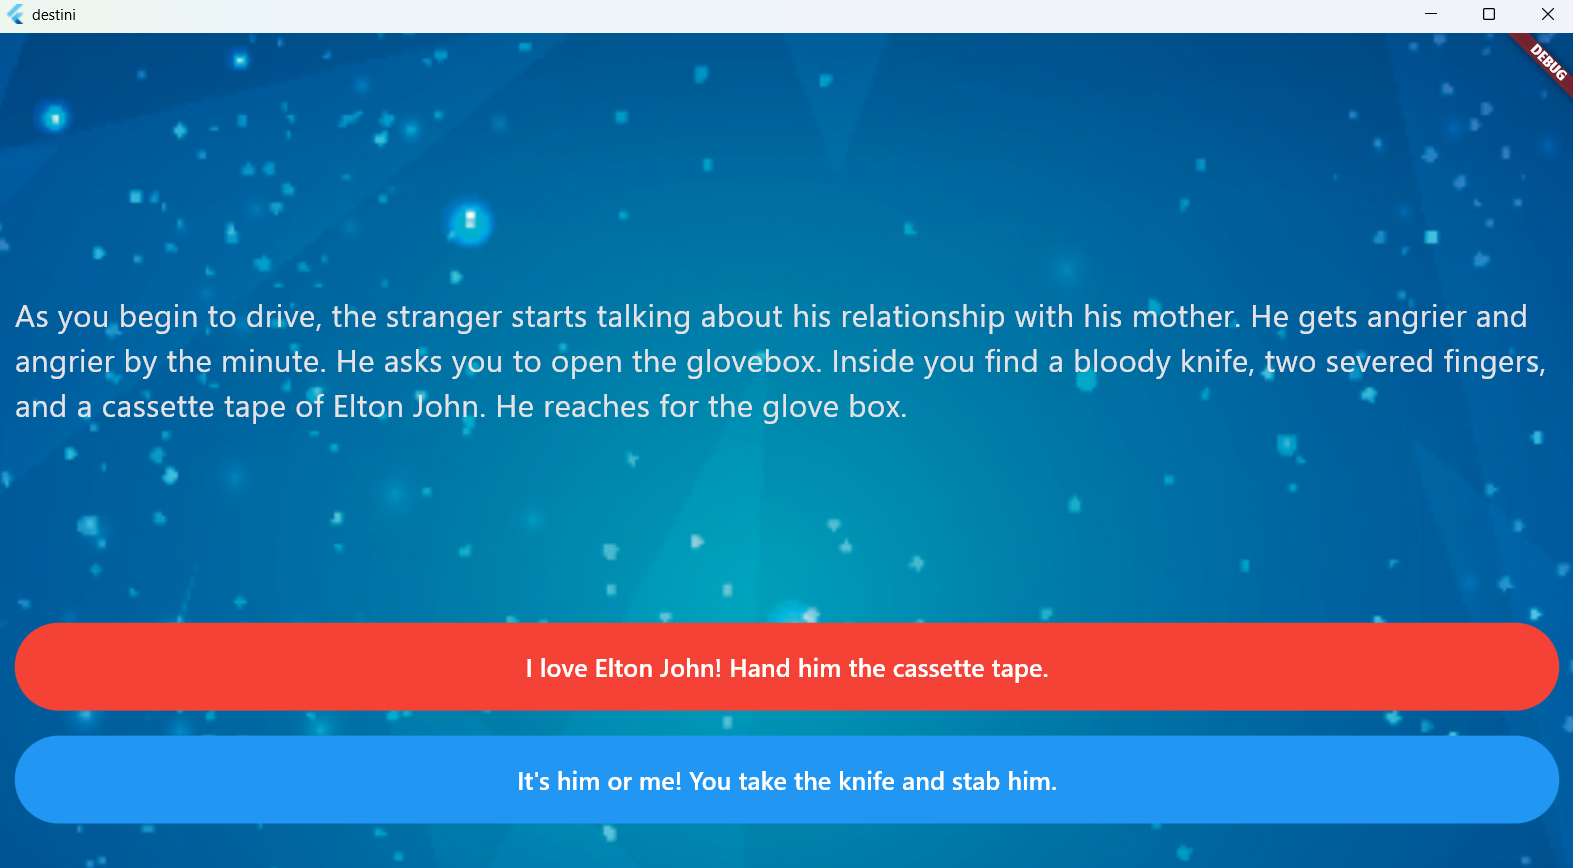 destini
DEBUG
As you begin to drive, the stranger starts talking about his relationship with his mother. He gets angrier and
angrier by the minute. He asks you to open the glovebox. Inside you find a bloody knife, two severed fingers,
and a cassette tape of Elton John. He reaches for the glove box.
I love Elton John! Hand him the cassette tape.
It's him or me! You take the knife and stab him.